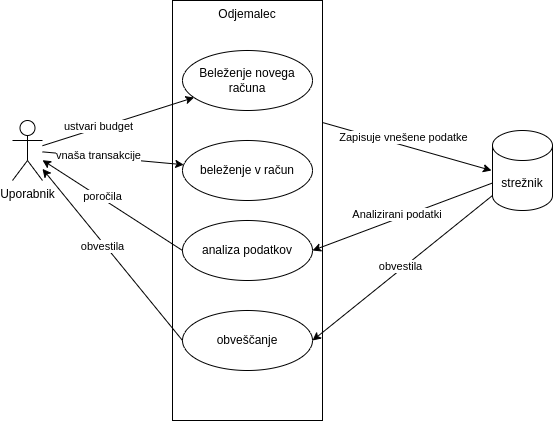 Odjemalec
Beleženje novega
računa
ustvari budget
Zapisuje vnešene podatke
vnaša transakcije
beleženje v račun
Uporabnik
strežnik
poročila
Analizirani podatki
obvestila
analiza podatkov
obvestila
obveščanje